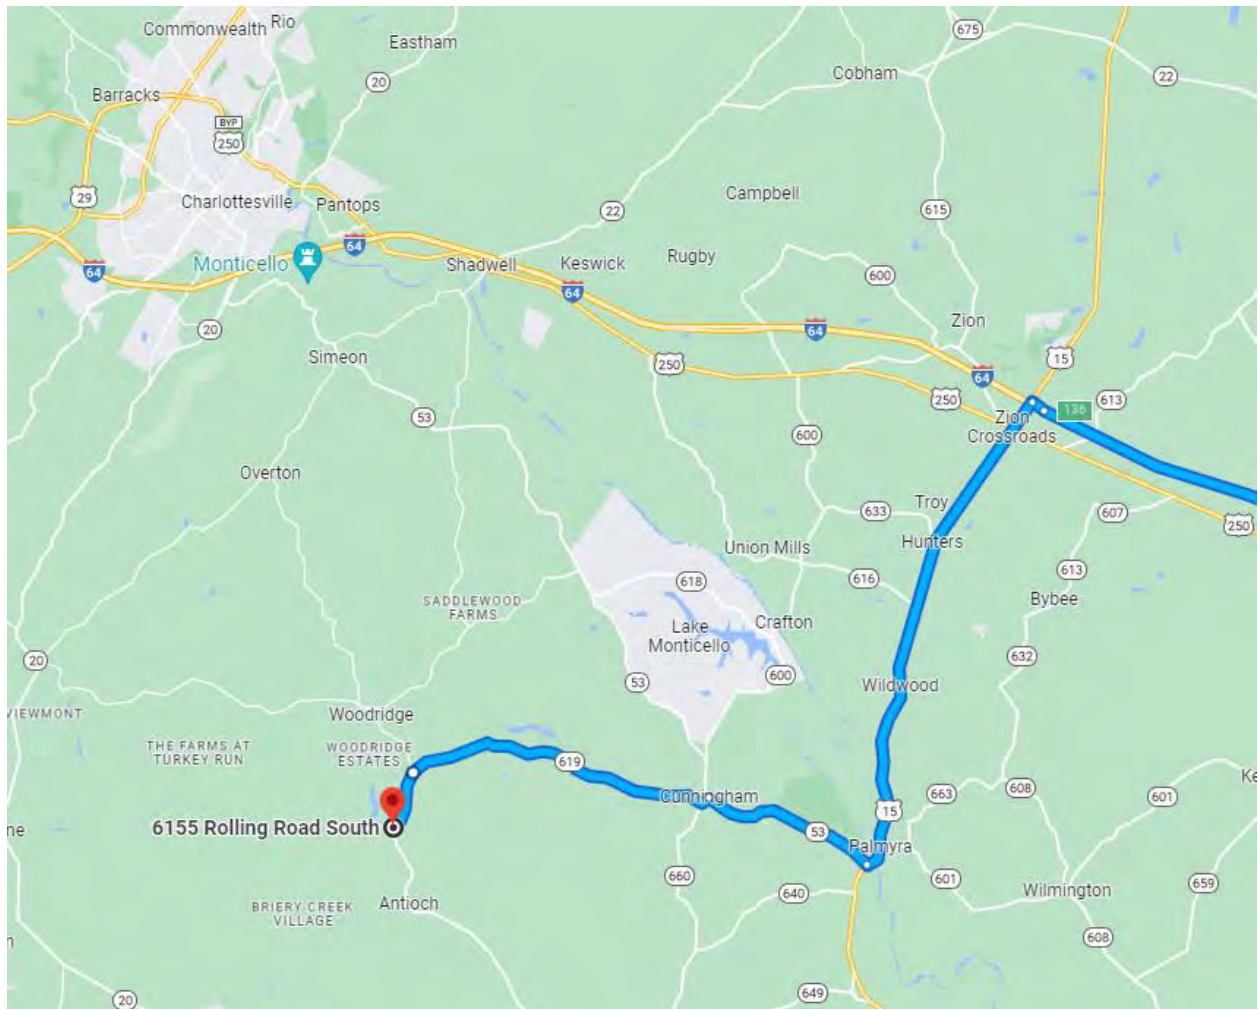 Commonwealth
Rio
Eastham
675
20
Cobham
22
Barracks
BYP
250
29
Charlottesville
Pantops
Campbell
22
615
64
Monticello
64
Shadwell
Keswick
Rugby
64
600
20
Simeon
Zion
64
15
250
64
250
136
613
53
Zion
Crossroads
600
Overton
Troy
633
607
250
Hunters
Union Mills
618
616
613
SADDLEWOOD
FARMS
Bybee
Lake
Monticello
Crafton
20
53
600
632
Wildwood
VIEWMONT
Woodridge
THE FARMS AT
TURKEY RUN
WOODRIDGE
ESTATES
619
608
Ke
601
Cunningham
663
15
6155 Rolling Road South
53
Palmyra
ne
660
640
601
Wilmington
659
BRIERY CREEK
VILLAGE
Antioch
608
n
20
649